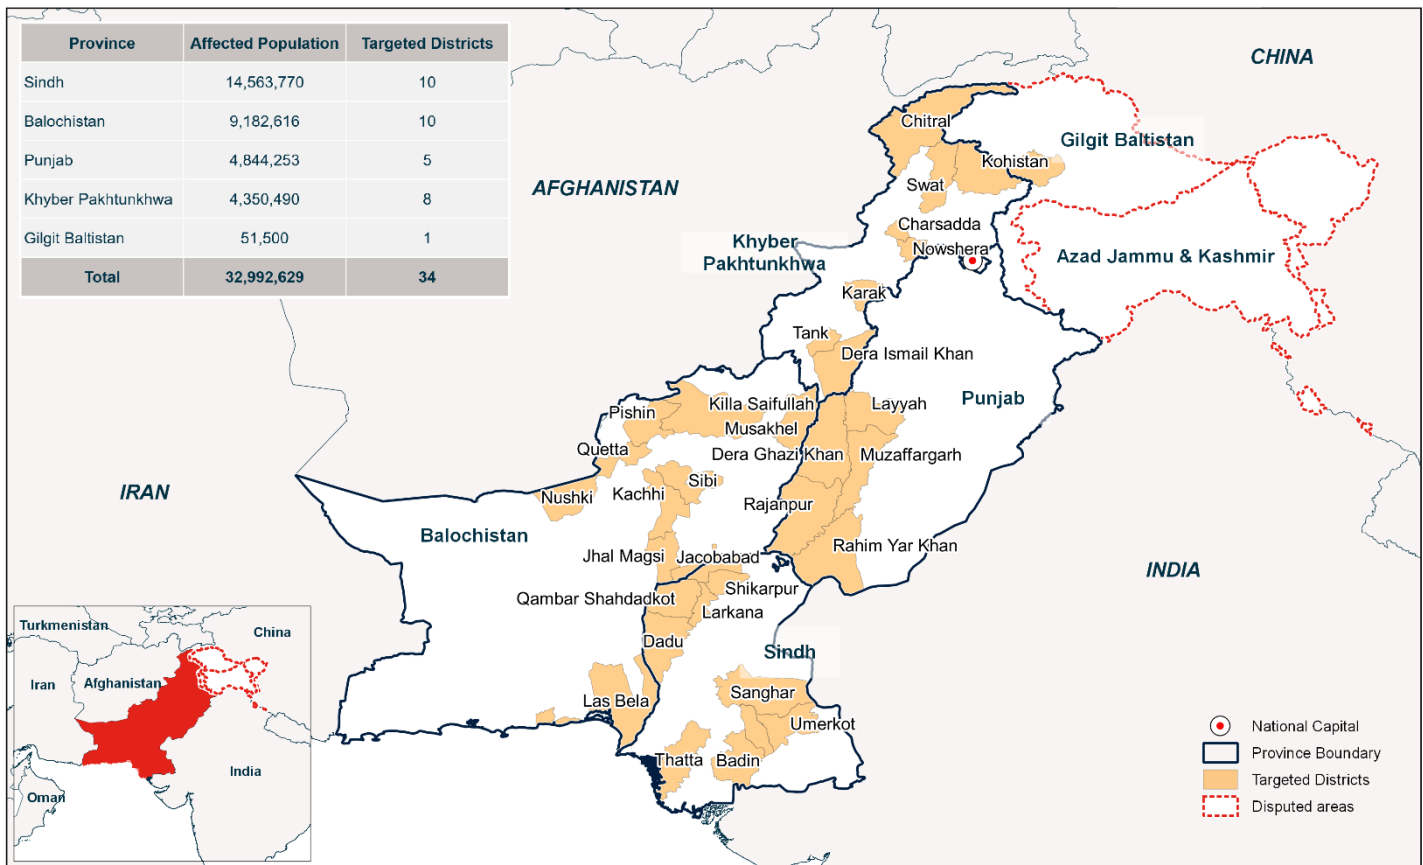 Province Affected Population Targeted Districts
Sindh 14,563,770 10
Balochistan 9,182,616 10
Punjab 4,844,253 5
Khyber Pakhtunkhwa 4,350,490 8
Gilgit Baltistan 51,500 1
Total 32,992,629 34
CHINA
Chitral
Gilgit Baltistan
Kohistan
AFGHANISTAN
Swat
Charsadda
Khyber
Pakhtunkhwa
Nowshera
Azad Jammu & Kashmir
Karak
Tank
Dera Ismail Khan
Punjab
Killa Saifullah
Layyah
Pishin
Musakhel
Quetta
Dera Ghazi Khan
Muzaffargarh
Sibi
IRAN
Nushki
Kachhi
Rajanpur
Balochistan
Rahim Yar Khan
Jhal Magsi
Jacobabad
INDIA
Shikarpur
Qambar Shahdadkot
Larkana
Dadu
Sindh
Sanghar
Las Bela
Umerkot
Thatta
Badin
Turkmenistan
China
Iran
Afghanistan
India
Oman
National Capital
Province Boundary
Targeted Districts
Disputed areas